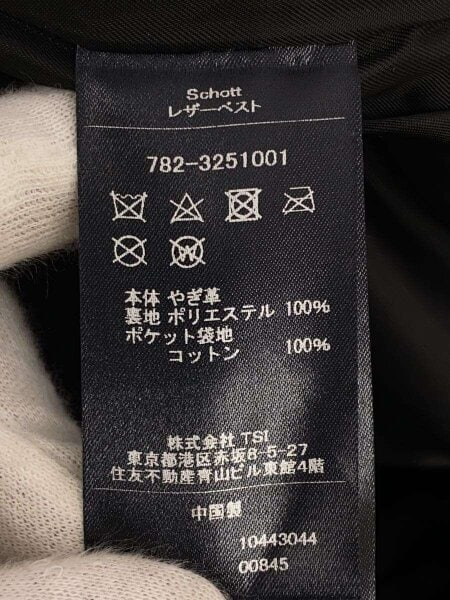 Schott
レザーベスト
782-3251001
本体 やぎ革
裏地 ポリエステル 100%
ポケット袋地
コットン 100%
株式会社 TSI
東京都港区赤坂8-5-27
住友不動産青山ビル東館4階
中国製
10443044
00845